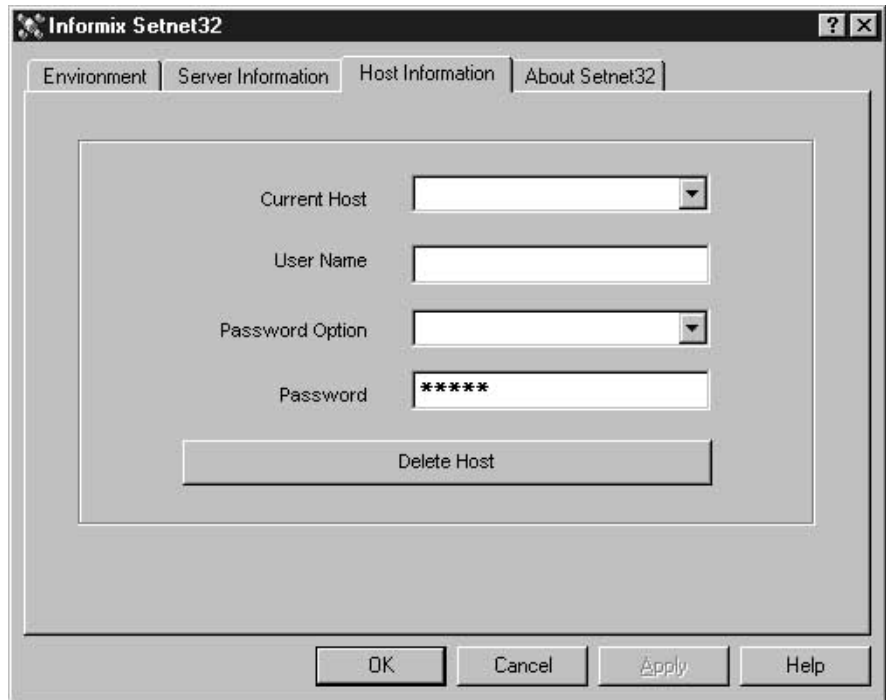 Informix Setnet32
Environment Server Information Host Information About Setnet32
Current Host
User Name
Password Option
Password *****
Delete Host
OK Cancel Apply Help